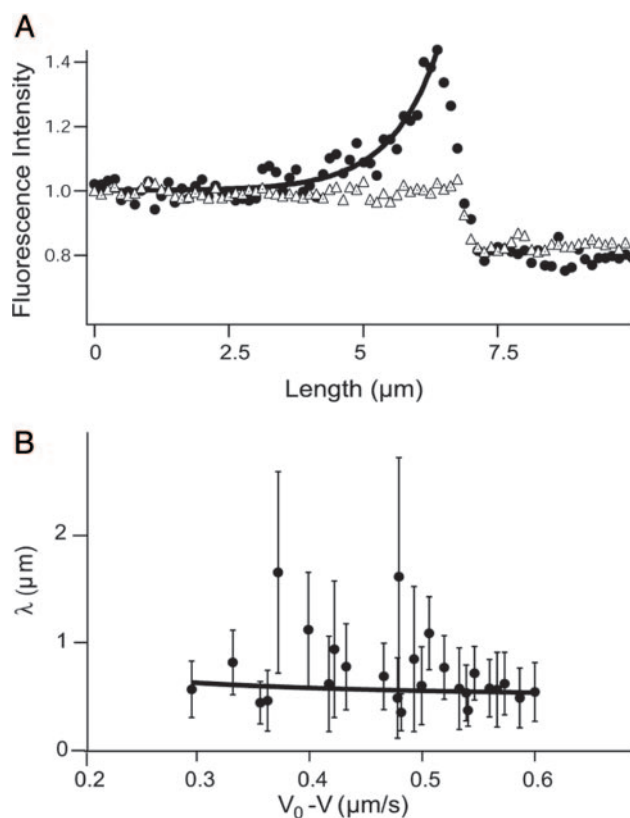 A
Fluorescence Intensity
1.4
1.2
1.0
0.8
0 2.5 5 7.5
Length (μm)
B
λ (μm)
2
1
0
0.2 0.3 0.4 0.5 0.6
V₀-V (μm/s)